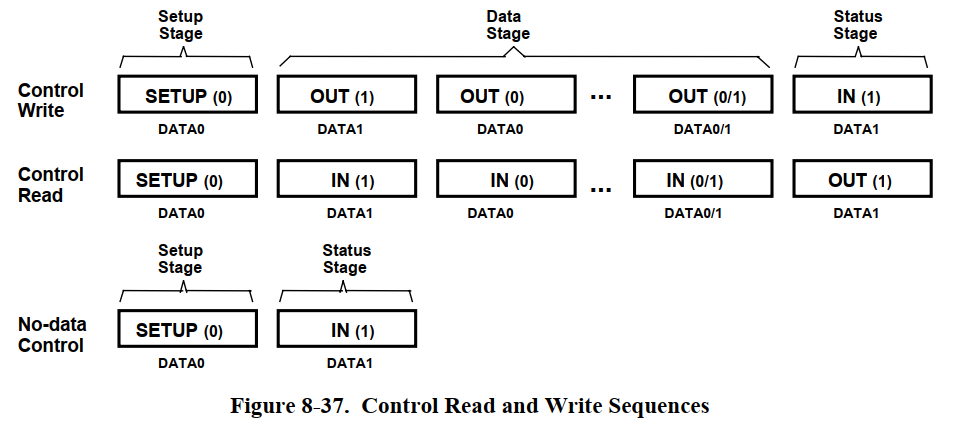 Setup
Stage
Data
Stage
Status
Stage
Control
Write
SETUP (0)
OUT (1)
OUT (0)
...
OUT (0/1)
IN (1)
DATA0
DATA1
DATA0
DATA0/1
DATA1
Control
Read
SETUP (0)
IN (1)
IN (0)
...
IN (0/1)
OUT (1)
DATA0
DATA1
DATA0
DATA0/1
DATA1
Setup
Stage
Status
Stage
No-data
Control
SETUP (0)
IN (1)
DATA0
DATA1
Figure 8-37. Control Read and Write Sequences